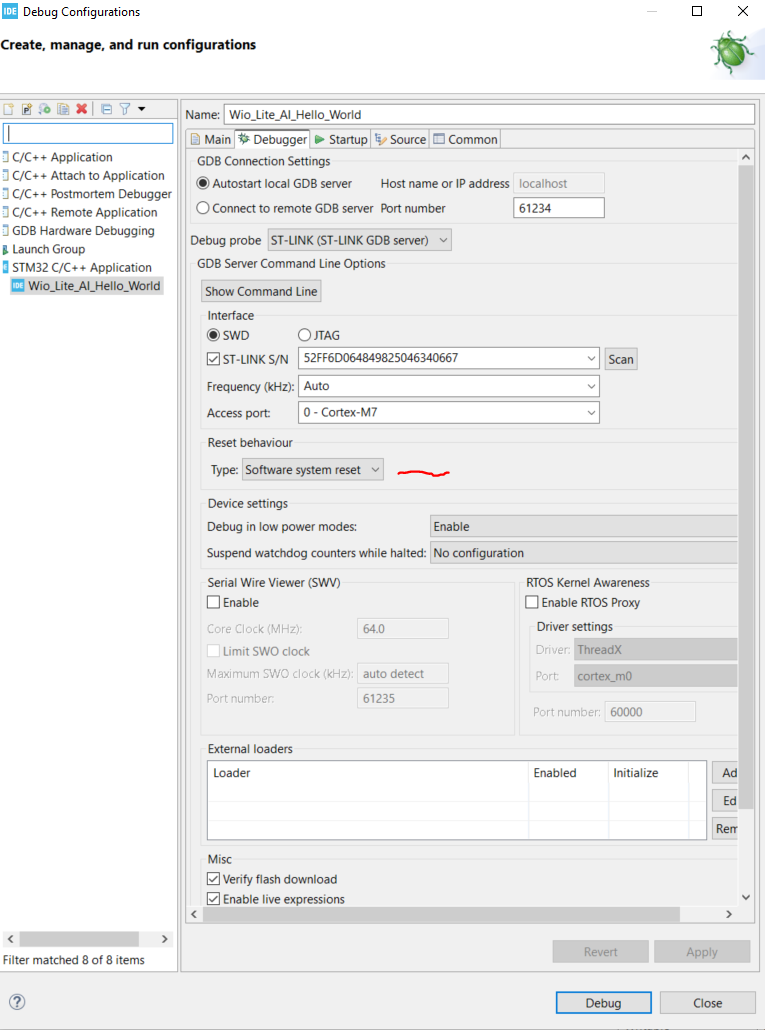 IDE Debug Configurations
Create, manage, and run configurations
Name: Wio_Lite_AI_Hello_World
C/C++ Application
C/C++ Attach to Application
C/C++ Postmortem Debugger
C/C++ Remote Application
GDB Hardware Debugging
Launch Group
STM32 C/C++ Application
IDE Wio_Lite_AI_Hello_World
Filter matched 8 of 8 items
Main Debugger Startup Source Common
GDB Connection Settings
Autostart local GDB server Host name or IP address localhost
Connect to remote GDB server Port number 61234
Debug probe ST-LINK (ST-LINK GDB server)
GDB Server Command Line Options
Show Command Line
Interface
SWD JTAG
ST-LINK S/N 52FF6D064849825046340667 Scan
Frequency (kHz): Auto
Access port: 0 - Cortex-M7
Reset behaviour
Type: Software system reset
Device settings
Debug in low power modes: Enable
Suspend watchdog counters while halted: No configuration
Serial Wire Viewer (SWV)
Enable
Core Clock (MHz): 64.0
Limit SWO clock
Maximum SWO clock (kHz): auto detect
Port number: 61235
RTOS Kernel Awareness
Enable RTOS Proxy
Driver settings
Driver: ThreadX
Port: cortex_m0
Port number: 60000
External loaders
Loader Enabled Initialize
Ad
Ed
Rem
Misc
Verify flash download
Enable live expressions
Revert Apply
? Debug Close